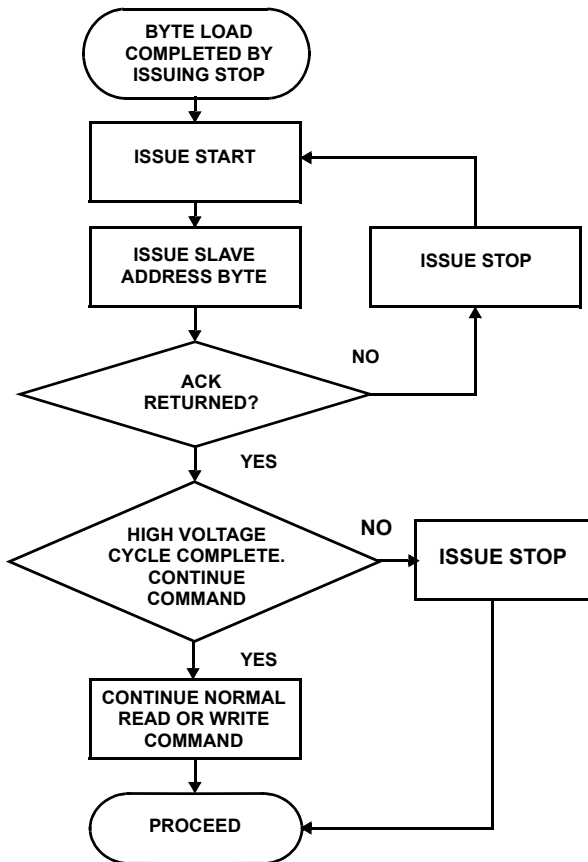 BYTE LOAD
COMPLETED BY
ISSUING STOP
ISSUE START
ISSUE SLAVE
ADDRESS BYTE
ISSUE STOP
NO
ACK
RETURNED?
YES
HIGH VOLTAGE
CYCLE COMPLETE.
CONTINUE
COMMAND
NO
ISSUE STOP
YES
CONTINUE NORMAL
READ OR WRITE
COMMAND
PROCEED